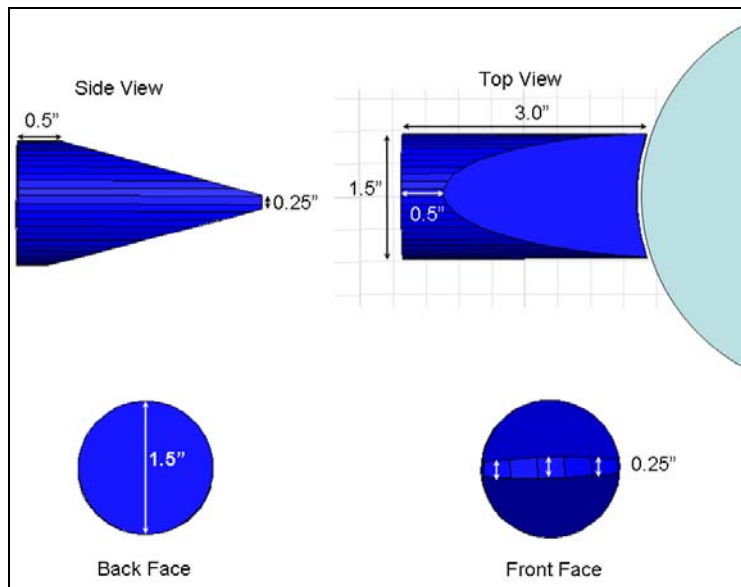 Side View
Top View
0.5”
3.0”
1.5”
0.5”
0.25”
1.5”
0.25”
Back Face
Front Face